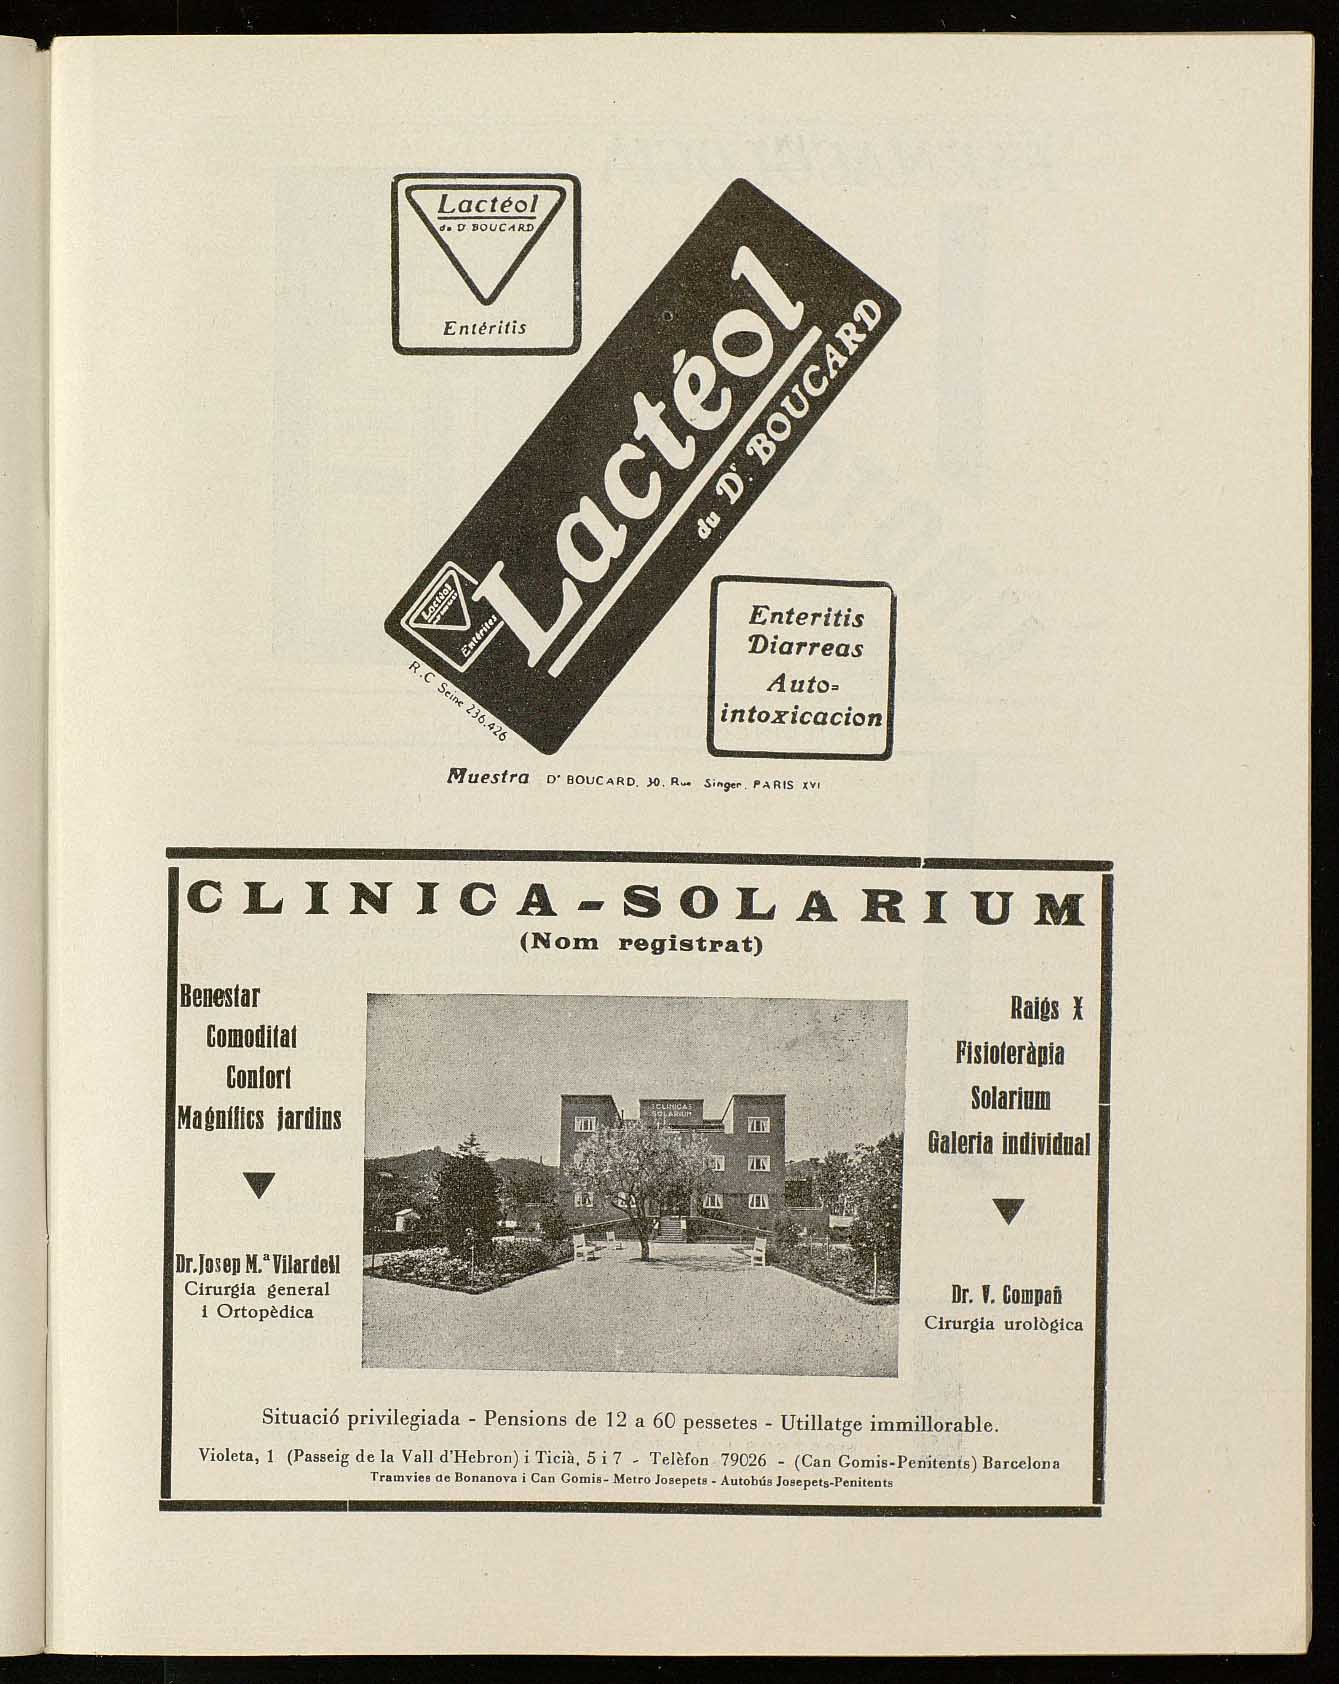 Lactéol
du Dr BOUCARD
Entéritis
Lactéol
du Dr. BOUCARD
Lactéol
Entérites
R.C Seine 236.426
Enteritis
Diarreas
Auto=
intoxicacion
Muestra Dr BOUCARD, 30, Rue Singer, PARIS XVI
CLINICA-SOLARIUM
(Nom registrat)
Benestar
Comoditat
Confort
Magnífics jardins
Dr. Josep M.ª Vilardell
Cirurgia general
i Ortopèdica
CLINICA
SOLARIUM
Raigs X
Fisioteràpia
Solarium
Galeria individual
Dr. V. Compañ
Cirurgia urològica
Situació privilegiada - Pensions de 12 a 60 pessetes - Utillatge immillorable.
Violeta, 1 (Passeig de la Vall d'Hebron) i Ticià, 5 i 7 - Telèfon 79026 - (Can Gomis-Penitents) Barcelona
Tramvies de Bonanova i Can Gomis - Metro Josepets - Autobús Josepets-Penitents